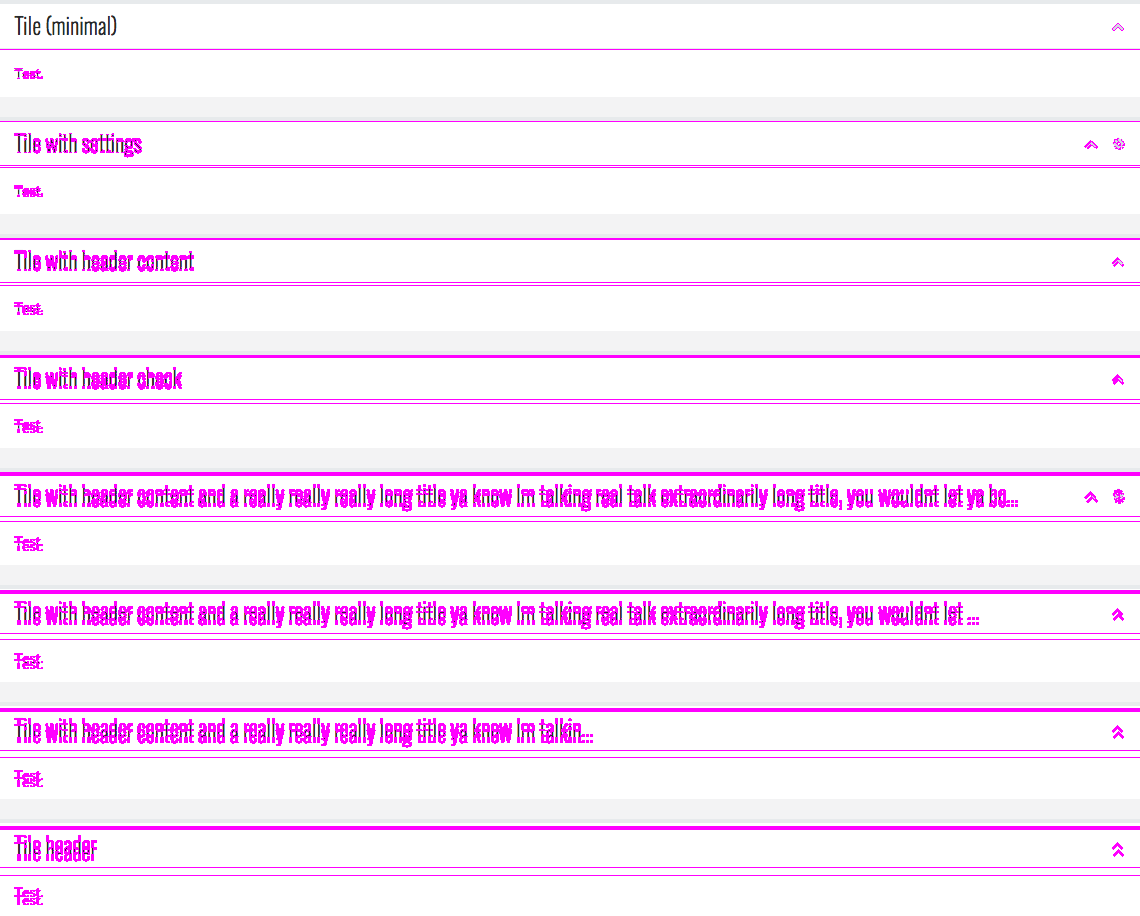 Tile (minimal)
Test.
Tile with settings
Test.
Tile with header content
Test.
Tile with header check
Test.
Tile with header content and a really really really long title ya know Im talking real talk extraordinarily long title, you wouldnt let ya bo...
Test.
Tile with header content and a really really really long title ya know Im talking real talk extraordinarily long title, you wouldnt let ...
Test.
Tile with header content and a really really really long title ya know Im talkin...
Test.
Tile header
Test.